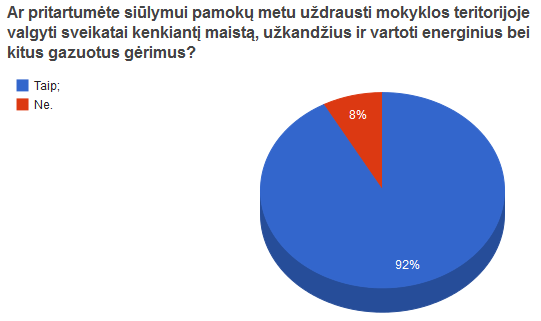 Ar pritartumėte siūlymui pamokų metu uždrausti mokyklos teritorijoje
valgyti sveikatai kenkiantį maistą, užkandžius ir vartoti energinius bei
kitus gazuotus gėrimus?
Taip;
Ne.
8%
92%